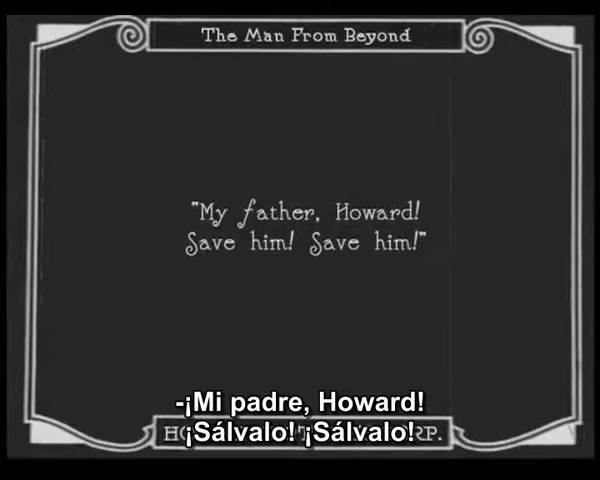 The Man From Beyond
"My father, Howard!
Save him! Save him!"
-¡Mi padre, Howard!
¡Sálvalo! ¡Sálvalo!